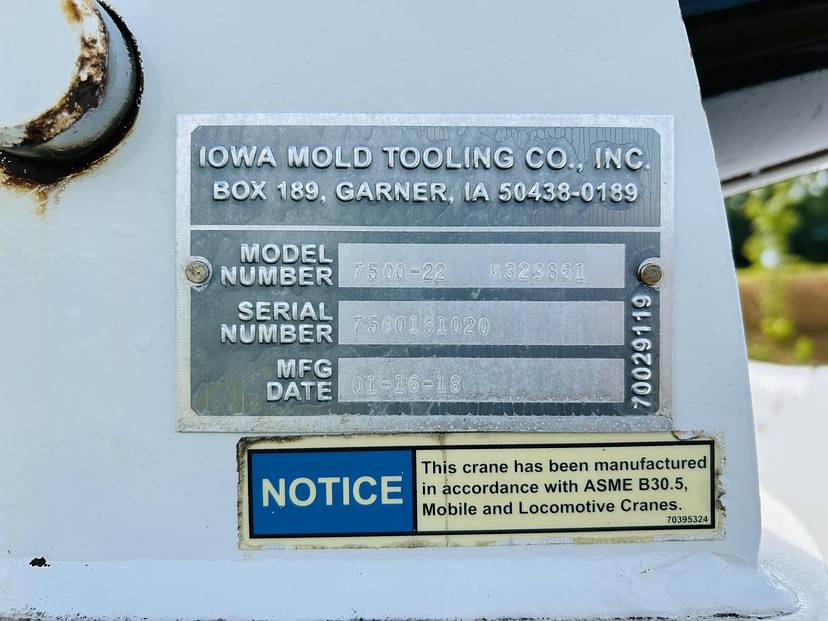 IOWA MOLD TOOLING CO., INC.
BOX 189, GARNER, IA 50438-0189
MODEL NUMBER 7500-22 K323861
SERIAL NUMBER 7560181020
MFG DATE 01-16-18
70029119
NOTICE
This crane has been manufactured
in accordance with ASME B30.5,
Mobile and Locomotive Cranes.
70395324